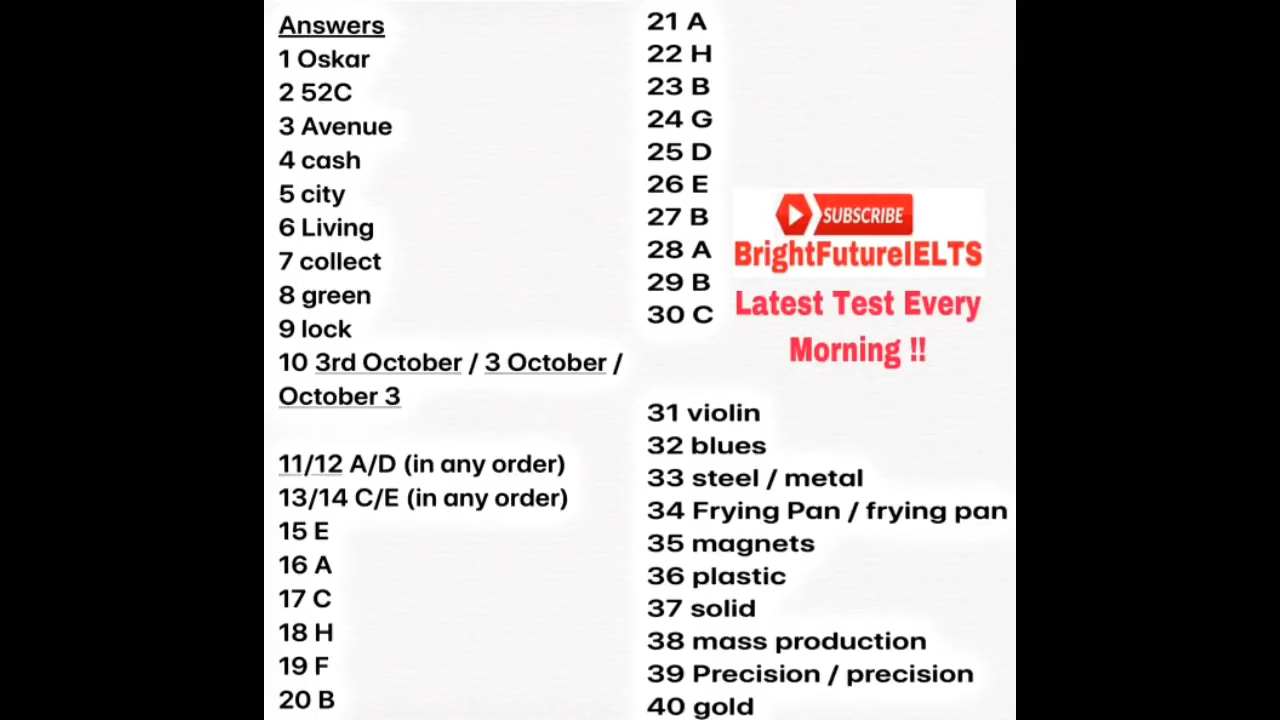 Answers
1 Oskar
2 52C
3 Avenue
4 cash
5 city
6 Living
7 collect
8 green
9 lock
10 3rd October / 3 October /
October 3
11/12 A/D (in any order)
13/14 C/E (in any order)
15 E
16 A
17 C
18 H
19 F
20 B
21 A
22 H
23 B
24 G
25 D
26 E
27 B
28 A
29 B
30 C
31 violin
32 blues
33 steel / metal
34 Frying Pan / frying pan
35 magnets
36 plastic
37 solid
38 mass production
39 Precision / precision
40 gold
SUBSCRIBE
BrightFutureIELTS
Latest Test Every
Morning !!